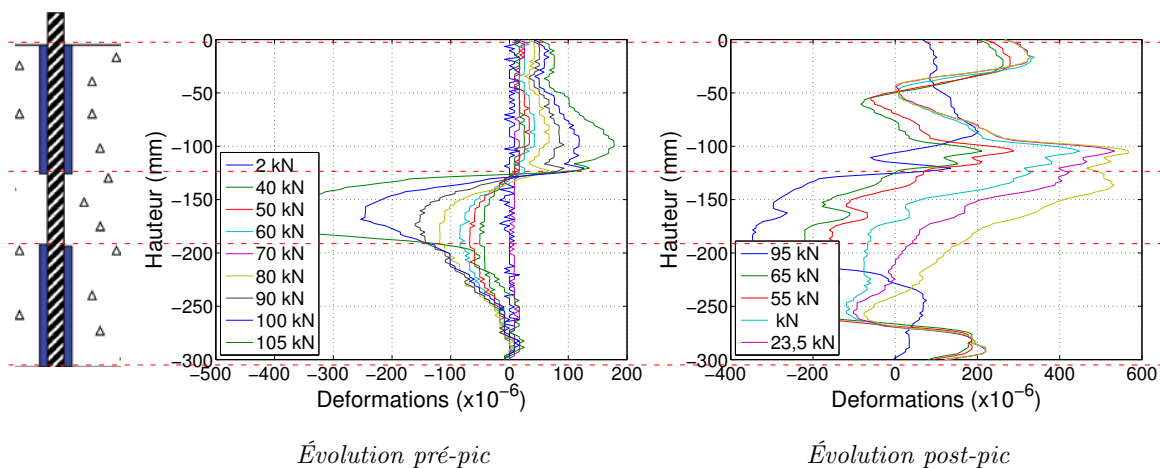 0
−50
−100
−150
−200
−250
−300
Hauteur (mm)
2 kN
40 kN
50 kN
60 kN
70 kN
80 kN
90 kN
100 kN
105 kN
−500 −400 −300 −200 −100 0 100 200
Deformations (x10⁻⁶)
Évolution pré-pic
0
−50
−100
−150
−200
−250
−300
Hauteur (mm)
95 kN
65 kN
55 kN
kN
23,5 kN
−400 −200 0 200 400 600
Deformations (x10⁻⁶)
Évolution post-pic